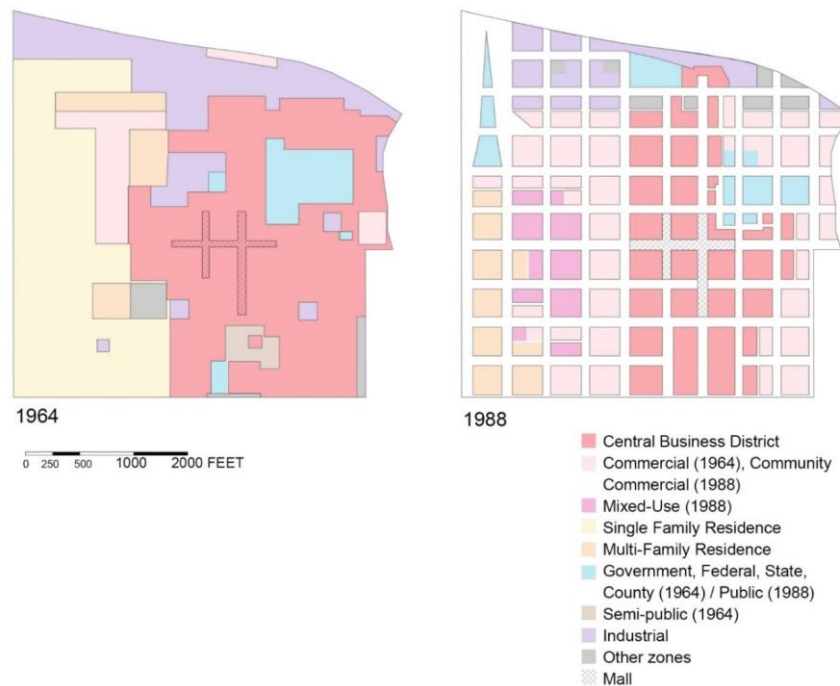 1964
1988
0 250 500 1000 2000 FEET
Central Business District
Commercial (1964), Community
Commercial (1988)
Mixed-Use (1988)
Single Family Residence
Multi-Family Residence
Government, Federal, State,
County (1964) / Public (1988)
Semi-public (1964)
Industrial
Other zones
Mall